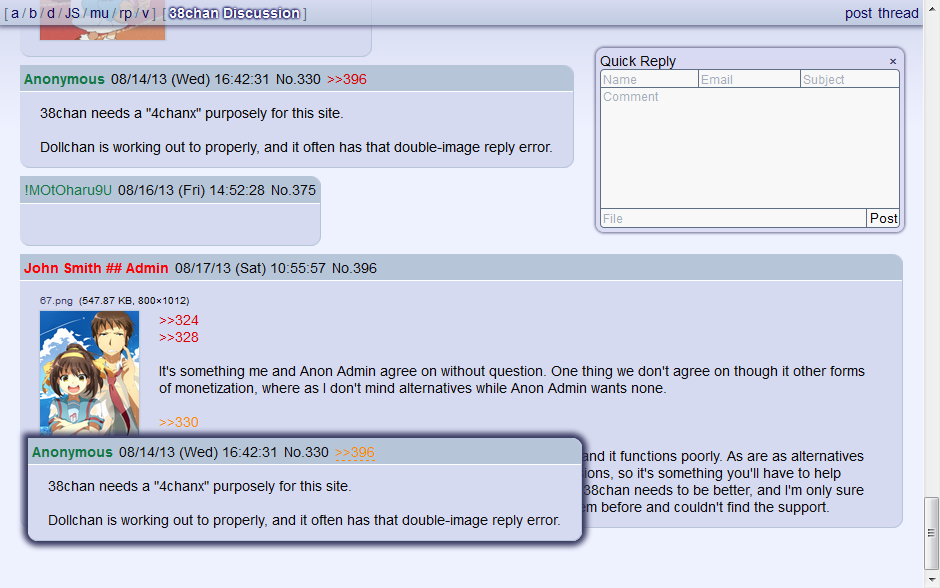 [ a / b / d / JS / mu / rp / v ] [ 38chan Discussion ]
post thread
Quick Reply ×
Name Email Subject
Comment
File Post
Anonymous 08/14/13 (Wed) 16:42:31 No.330 >>396
38chan needs a "4chanx" purposely for this site.
Dollchan is working out to properly, and it often has that double-image reply error.
!MOtOharu9U 08/16/13 (Fri) 14:52:28 No.375
John Smith ## Admin 08/17/13 (Sat) 10:55:57 No.396
67.png (547.87 KB, 800×1012)
>>324
>>328
It's something me and Anon Admin agree on without question. One thing we don't agree on though it other forms
of monetization, where as I don't mind alternatives while Anon Admin wants none.
>>330
Anonymous 08/14/13 (Wed) 16:42:31 No.330 >>396
38chan needs a "4chanx" purposely for this site.
Dollchan is working out to properly, and it often has that double-image reply error.
and it functions poorly. As are as alternatives
ions, so it's something you'll have to help
38chan needs to be better, and I'm only sure
em before and couldn't find the support.